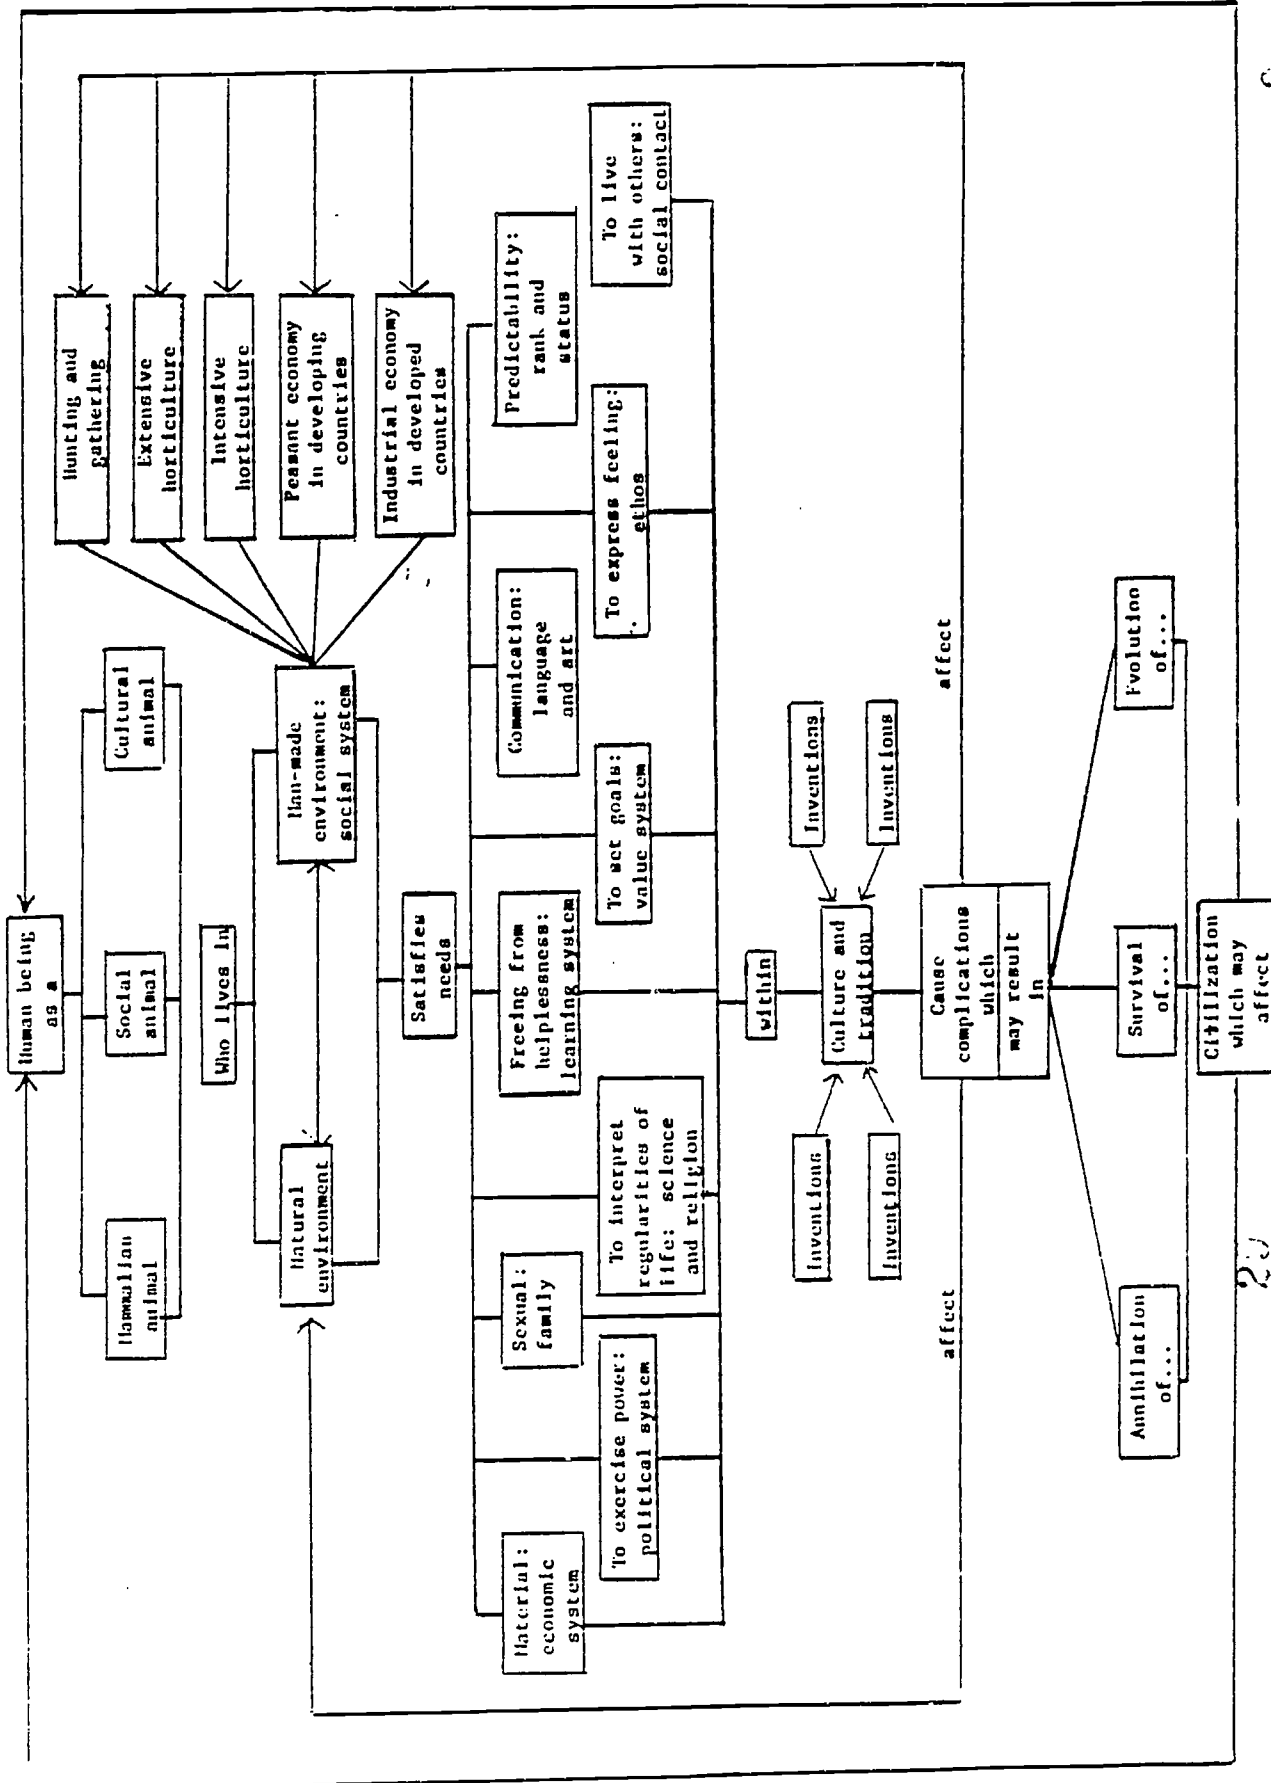 Human being
as a
Mammalian
animal
Social
animal
Cultural
animal
Who lives in
Natural
environment
Man-made
environment:
social system
Hunting and
gathering
Extensive
horticulture
Intensive
horticulture
Peasant economy
in developing
countries
Industrial economy
in developed
countries
Satisfies
needs
Material:
economic
system
Sexual:
family
Freeing from
helplessness:
learning system
Communication:
language
and art
Predictability:
rank and
status
To exercise power:
political system
To interpret
regularities of
life: science
and religion
To set goals:
value system
To express feeling:
ethos
To live
with others:
social contact
within
Inventions
Inventions
Culture and
tradition
Inventions
Inventions
affect
Cause
complications
which
may result
in
affect
Annihilation
of...
Survival
of...
Evolution
of...
Citilization
which may
affect
20